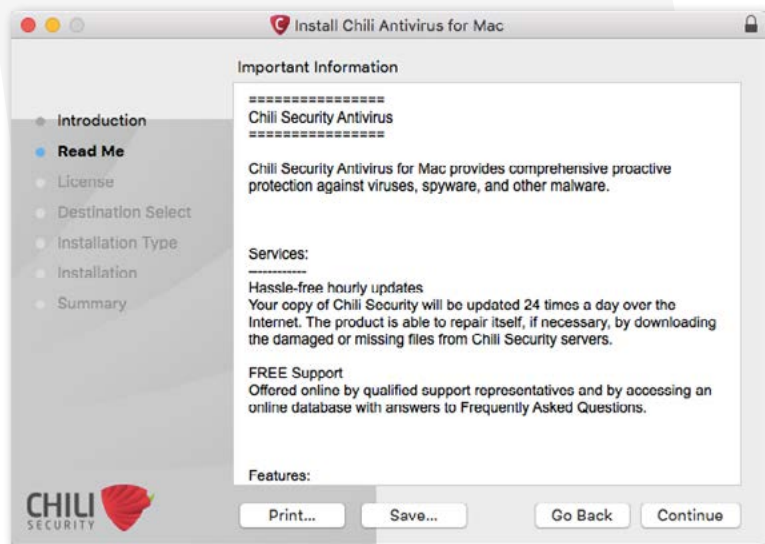 Install Chili Antivirus for Mac
Important Information
Introduction
Read Me
License
Destination Select
Installation Type
Installation
Summary
================
Chili Security Antivirus
================
Chili Security Antivirus for Mac provides comprehensive proactive
protection against viruses, spyware, and other malware.
Services:
------------
Hassle-free hourly updates
Your copy of Chili Security will be updated 24 times a day over the
Internet. The product is able to repair itself, if necessary, by downloading
the damaged or missing files from Chili Security servers.
FREE Support
Offered online by qualified support representatives and by accessing an
online database with answers to Frequently Asked Questions.
Features:
CHILI
SECURITY
Print...
Save...
Go Back
Continue